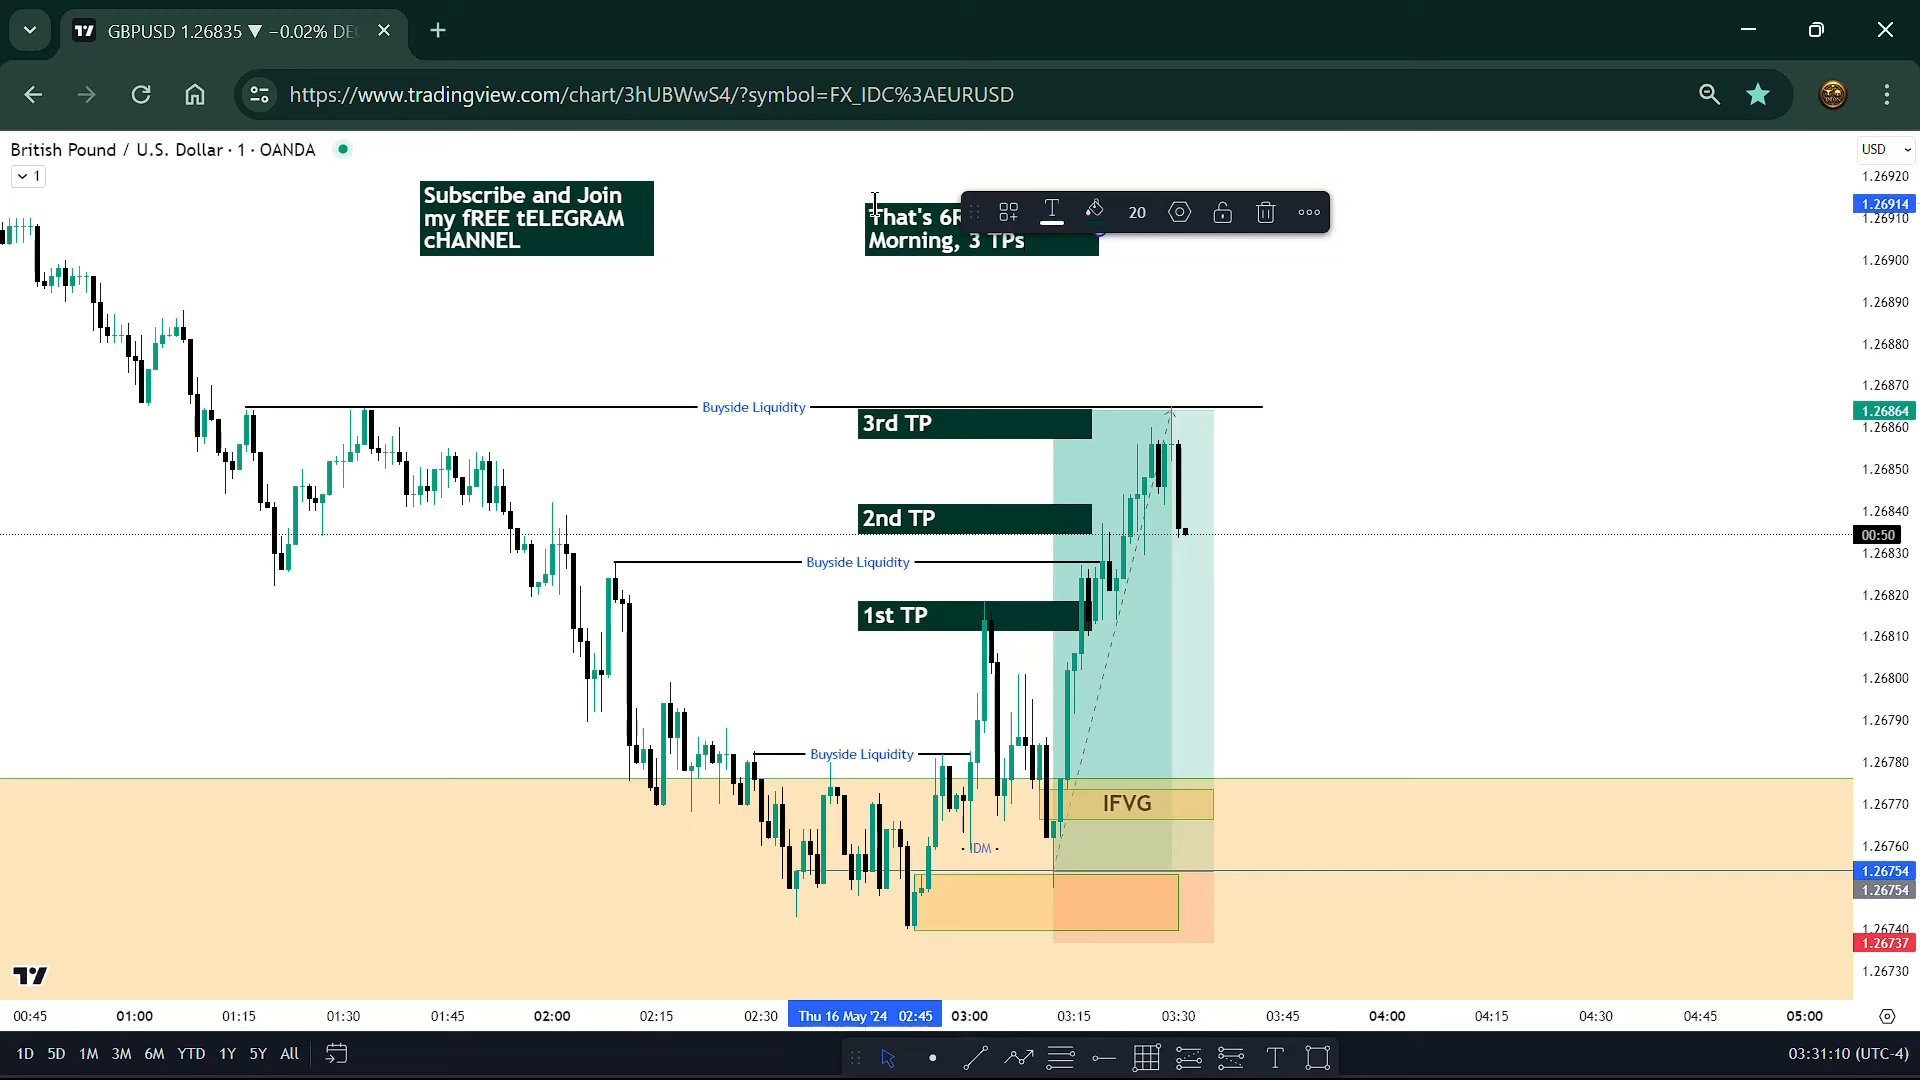 GBPUSD 1.26835 ▼ −0.02% DE
https://www.tradingview.com/chart/3hUBWwS4/?symbol=FX_IDC%3AEURUSD
British Pound / U.S. Dollar · 1 · OANDA
USD
1
Subscribe and Join
my fREE tELEGRAM
cHANNEL
That's 6R
Morning, 3 TPs
20
1.26920
1.26914
1.26910
1.26900
1.26890
1.26880
1.26870
1.26864
1.26860
1.26850
1.26840
00:50
1.26830
1.26820
1.26810
1.26800
1.26790
1.26780
1.26770
1.26760
1.26754
1.26754
1.26740
1.26737
1.26730
Buyside Liquidity
3rd TP
2nd TP
Buyside Liquidity
1st TP
Buyside Liquidity
IFVG
IDM
00:45 01:00 01:15 01:30 01:45 02:00 02:15 02:30 Thu 16 May '24 02:45 03:00 03:15 03:30 03:45 04:00 04:15 04:30 04:45 05:00
1D 5D 1M 3M 6M YTD 1Y 5Y All
03:31:10 (UTC-4)